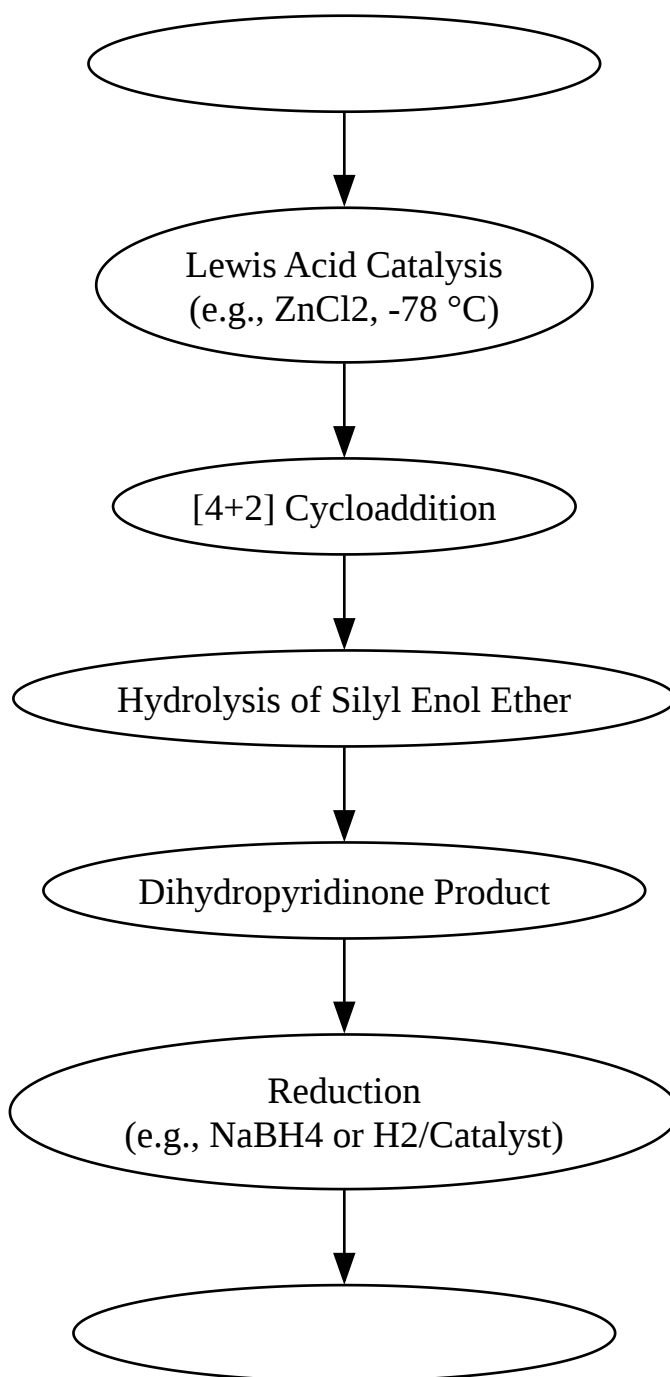 Lewis Acid Catalysis
(e.g., ZnCl2, -78 °C)
[4+2] Cycloaddition
Hydrolysis of Silyl Enol Ether
Dihydropyridinone Product
Reduction
(e.g., NaBH4 or H2/Catalyst)